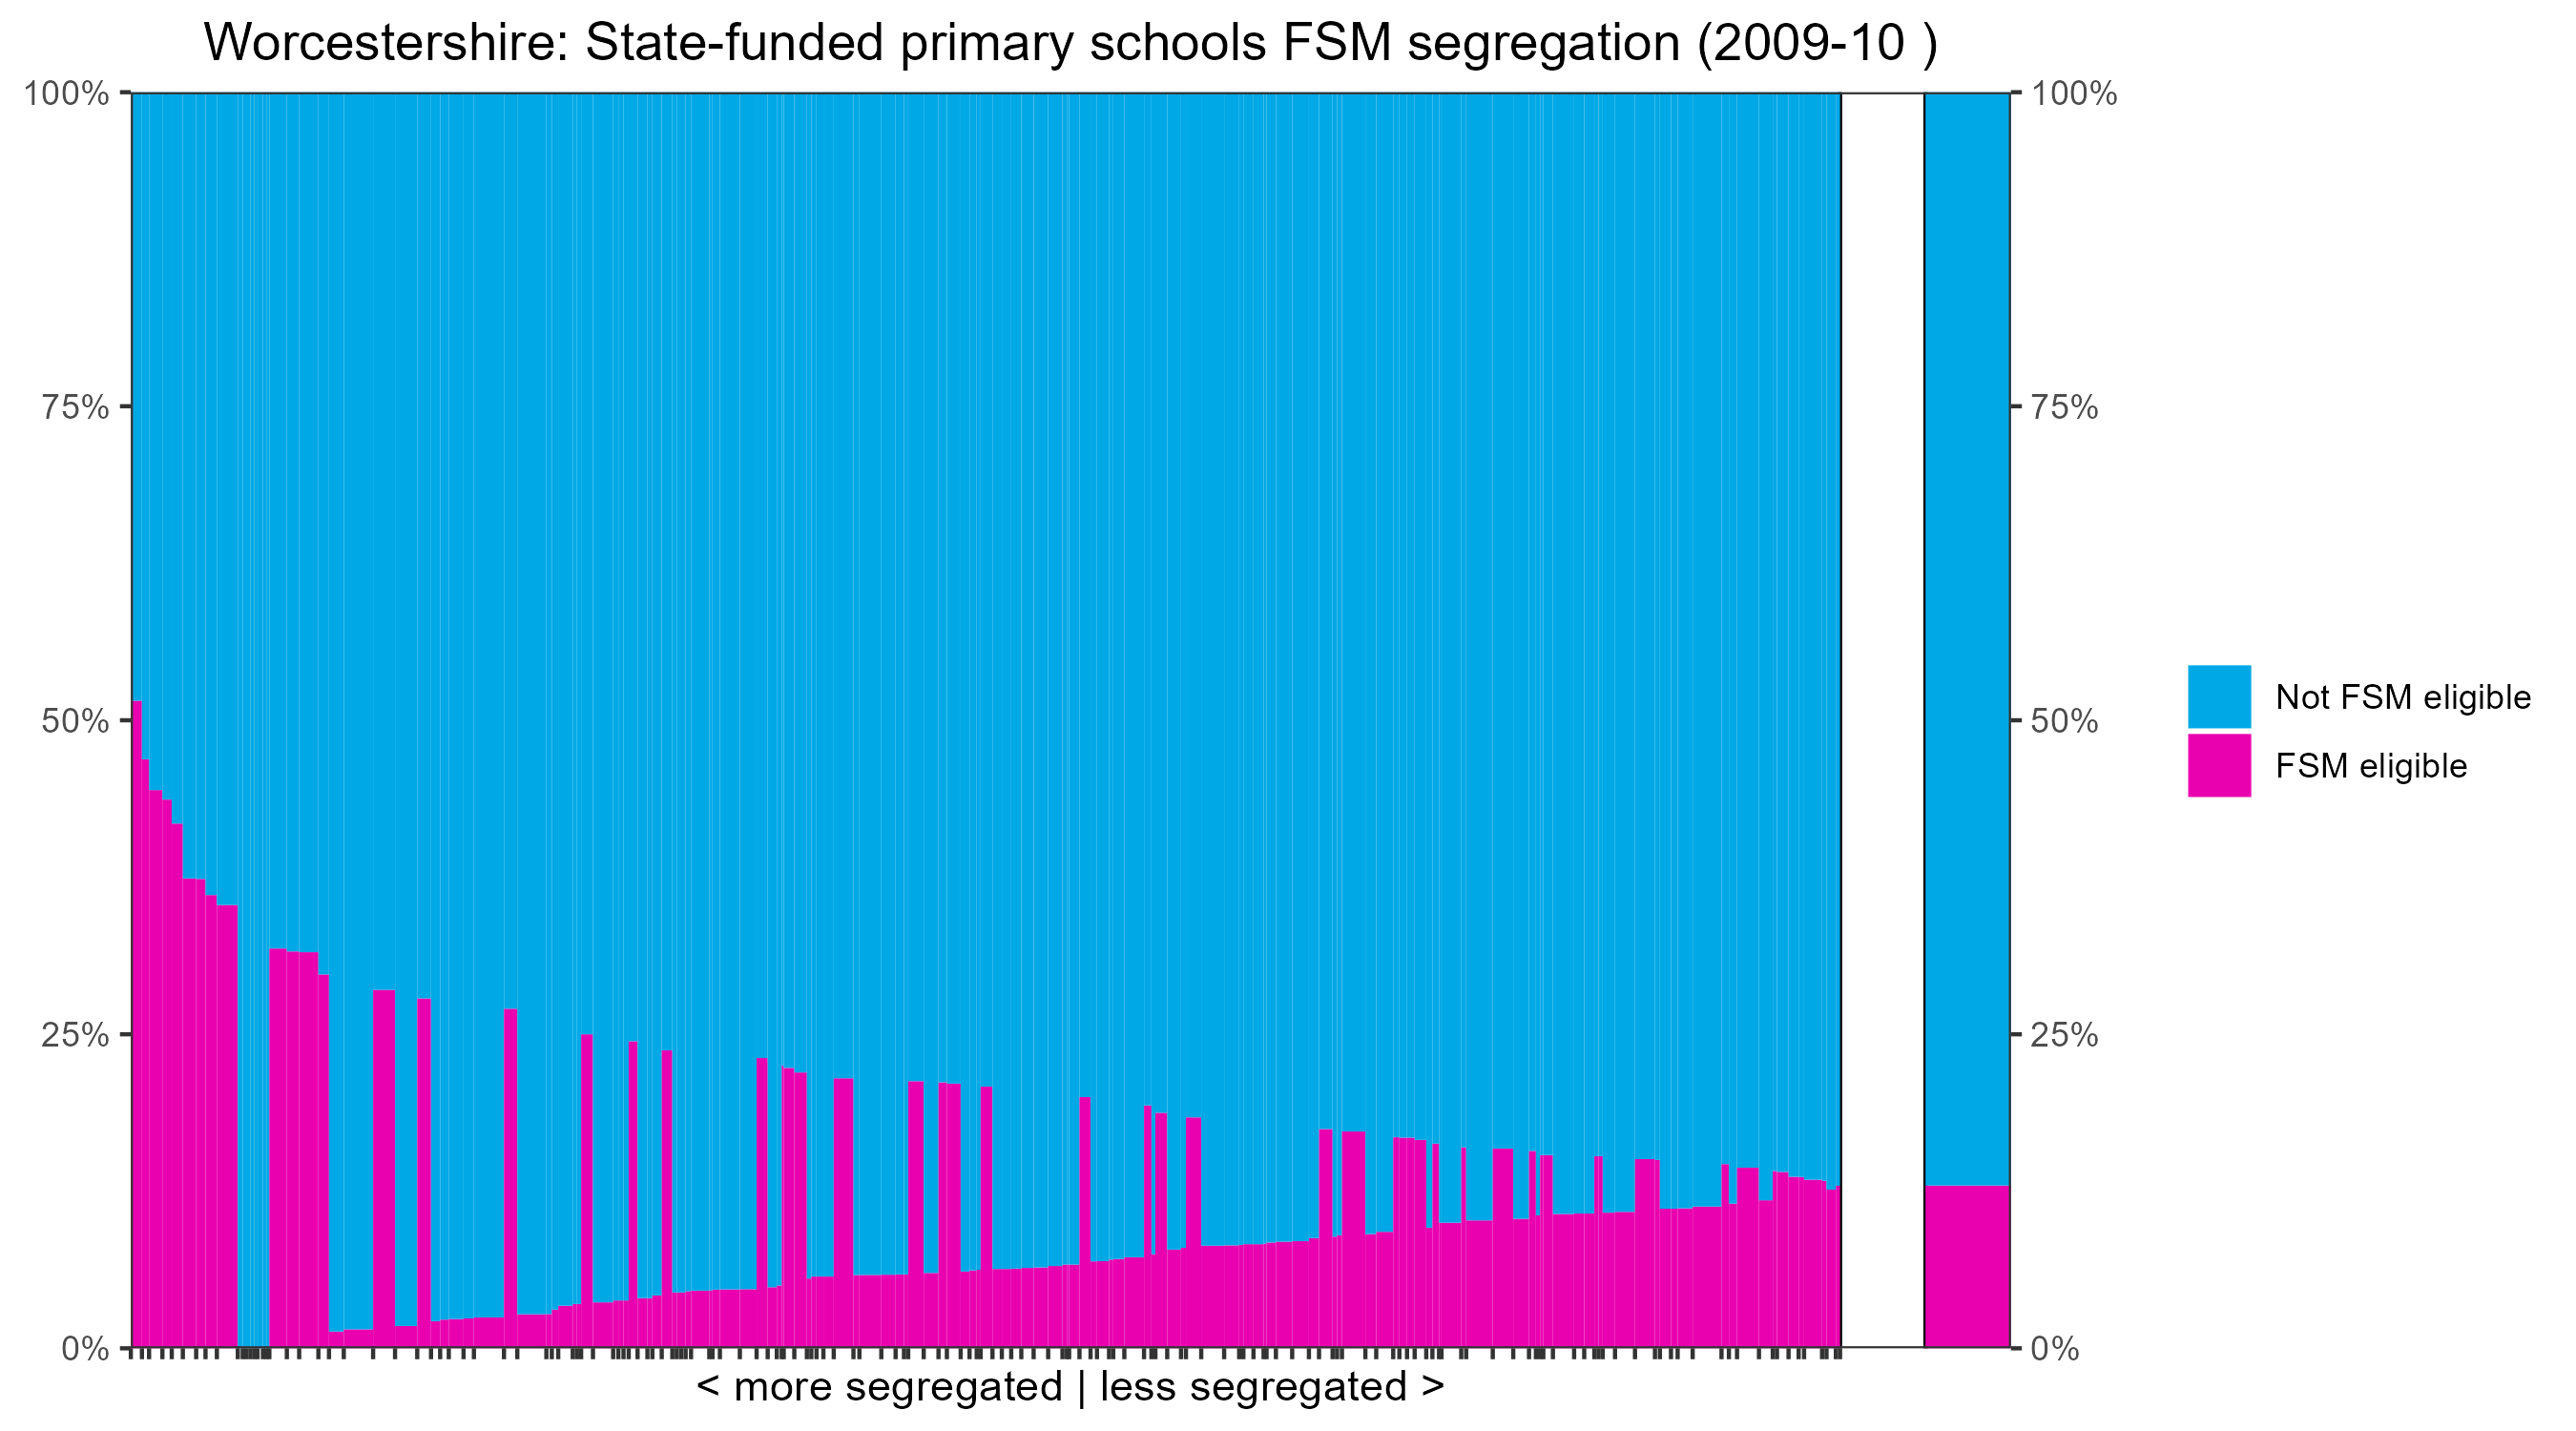 Worcestershire: State-funded primary schools FSM segregation (2009-10 )
100%
75%
50%
25%
0%
100%
75%
50%
25%
0%
Not FSM eligible
FSM eligible
< more segregated | less segregated >